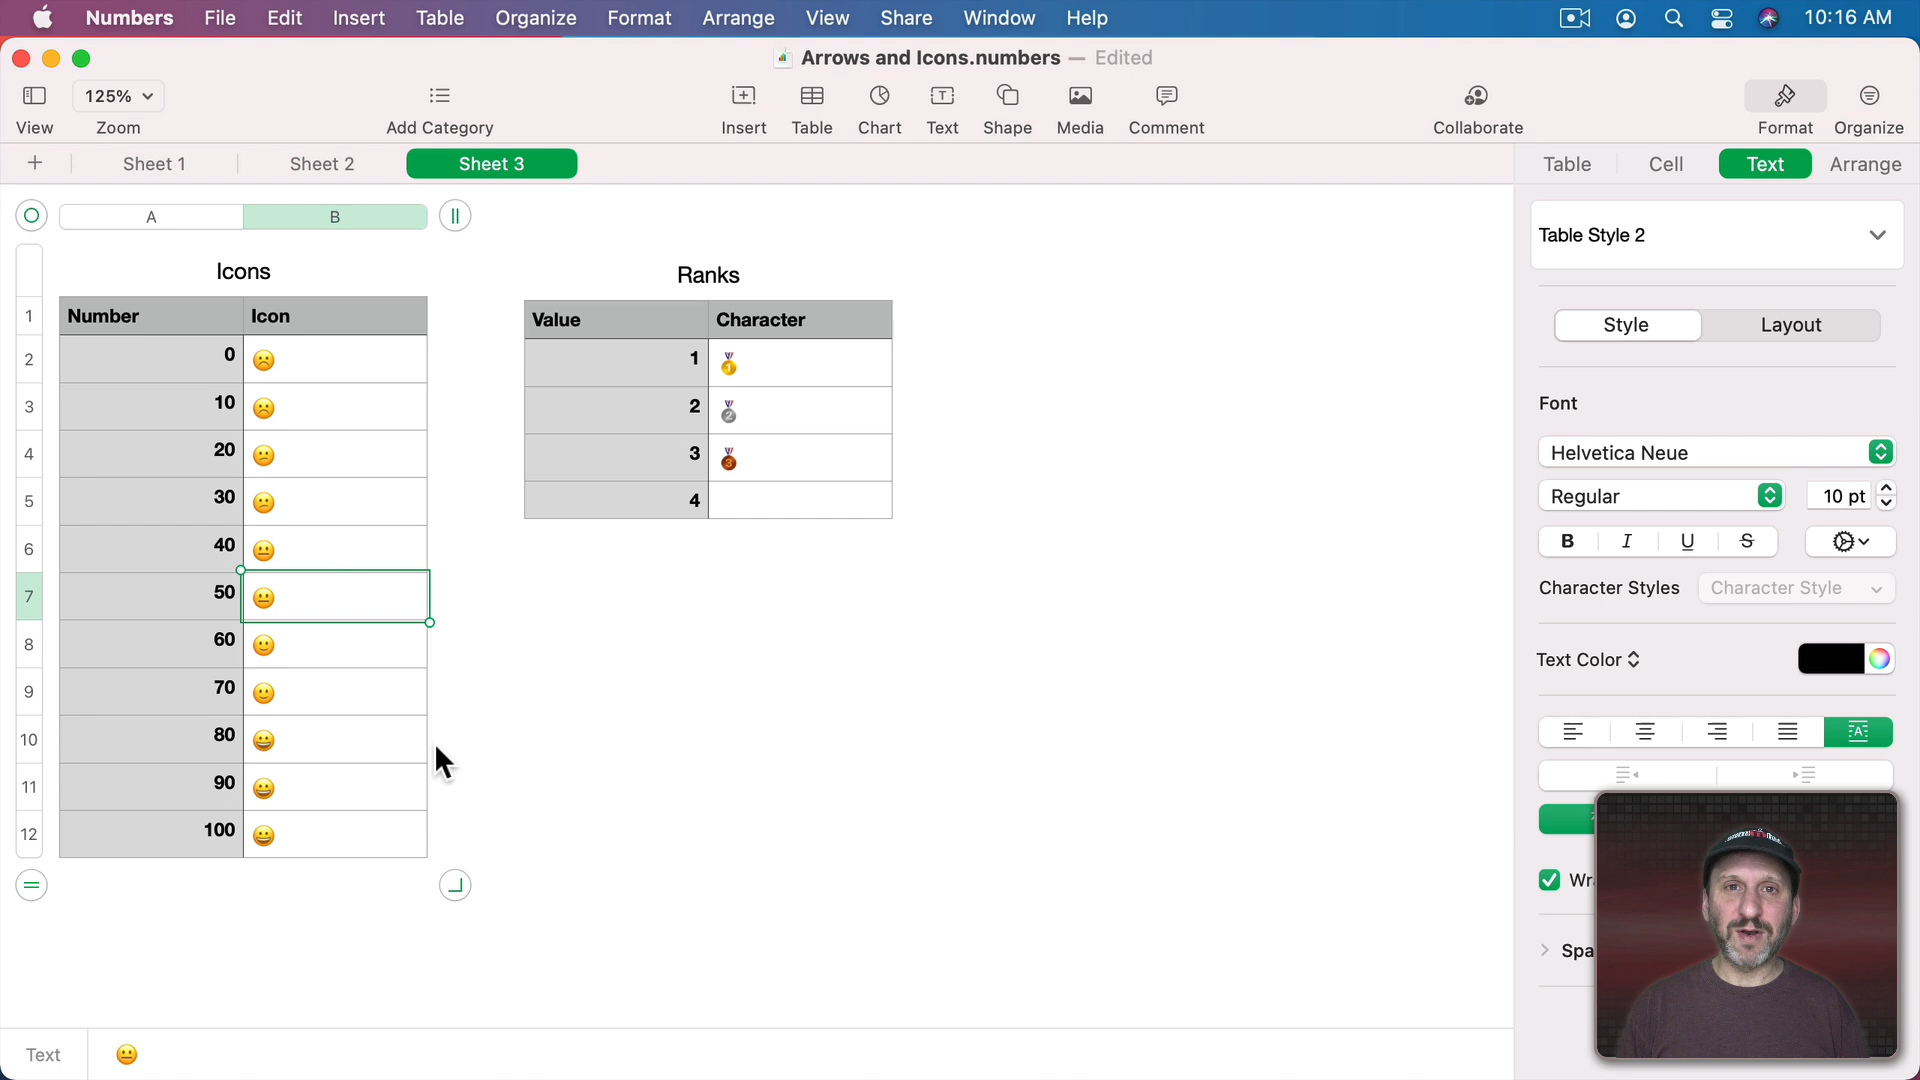 Numbers File Edit Insert Table Organize Format Arrange View Share Window Help 10:16 AM
Arrows and Icons.numbers — Edited
125%
View Zoom Add Category Insert Table Chart Text Shape Media Comment Collaborate Format Organize
Sheet 1 Sheet 2 Sheet 3
Table Cell Text Arrange
A B
Icons
Number Icon
1
2 0 ☹️
3 10 ☹️
4 20 😕
5 30 😕
6 40 😐
7 50 😐
8 60 🙂
9 70 🙂
10 80 😀
11 90 😀
12 100 😀
Ranks
Value Character
1 🥇
2 🥈
3 🥉
4
Table Style 2
Style Layout
Font
Helvetica Neue
Regular 10 pt
B I U S
Character Styles Character Style
Text Color
A
Text 😐